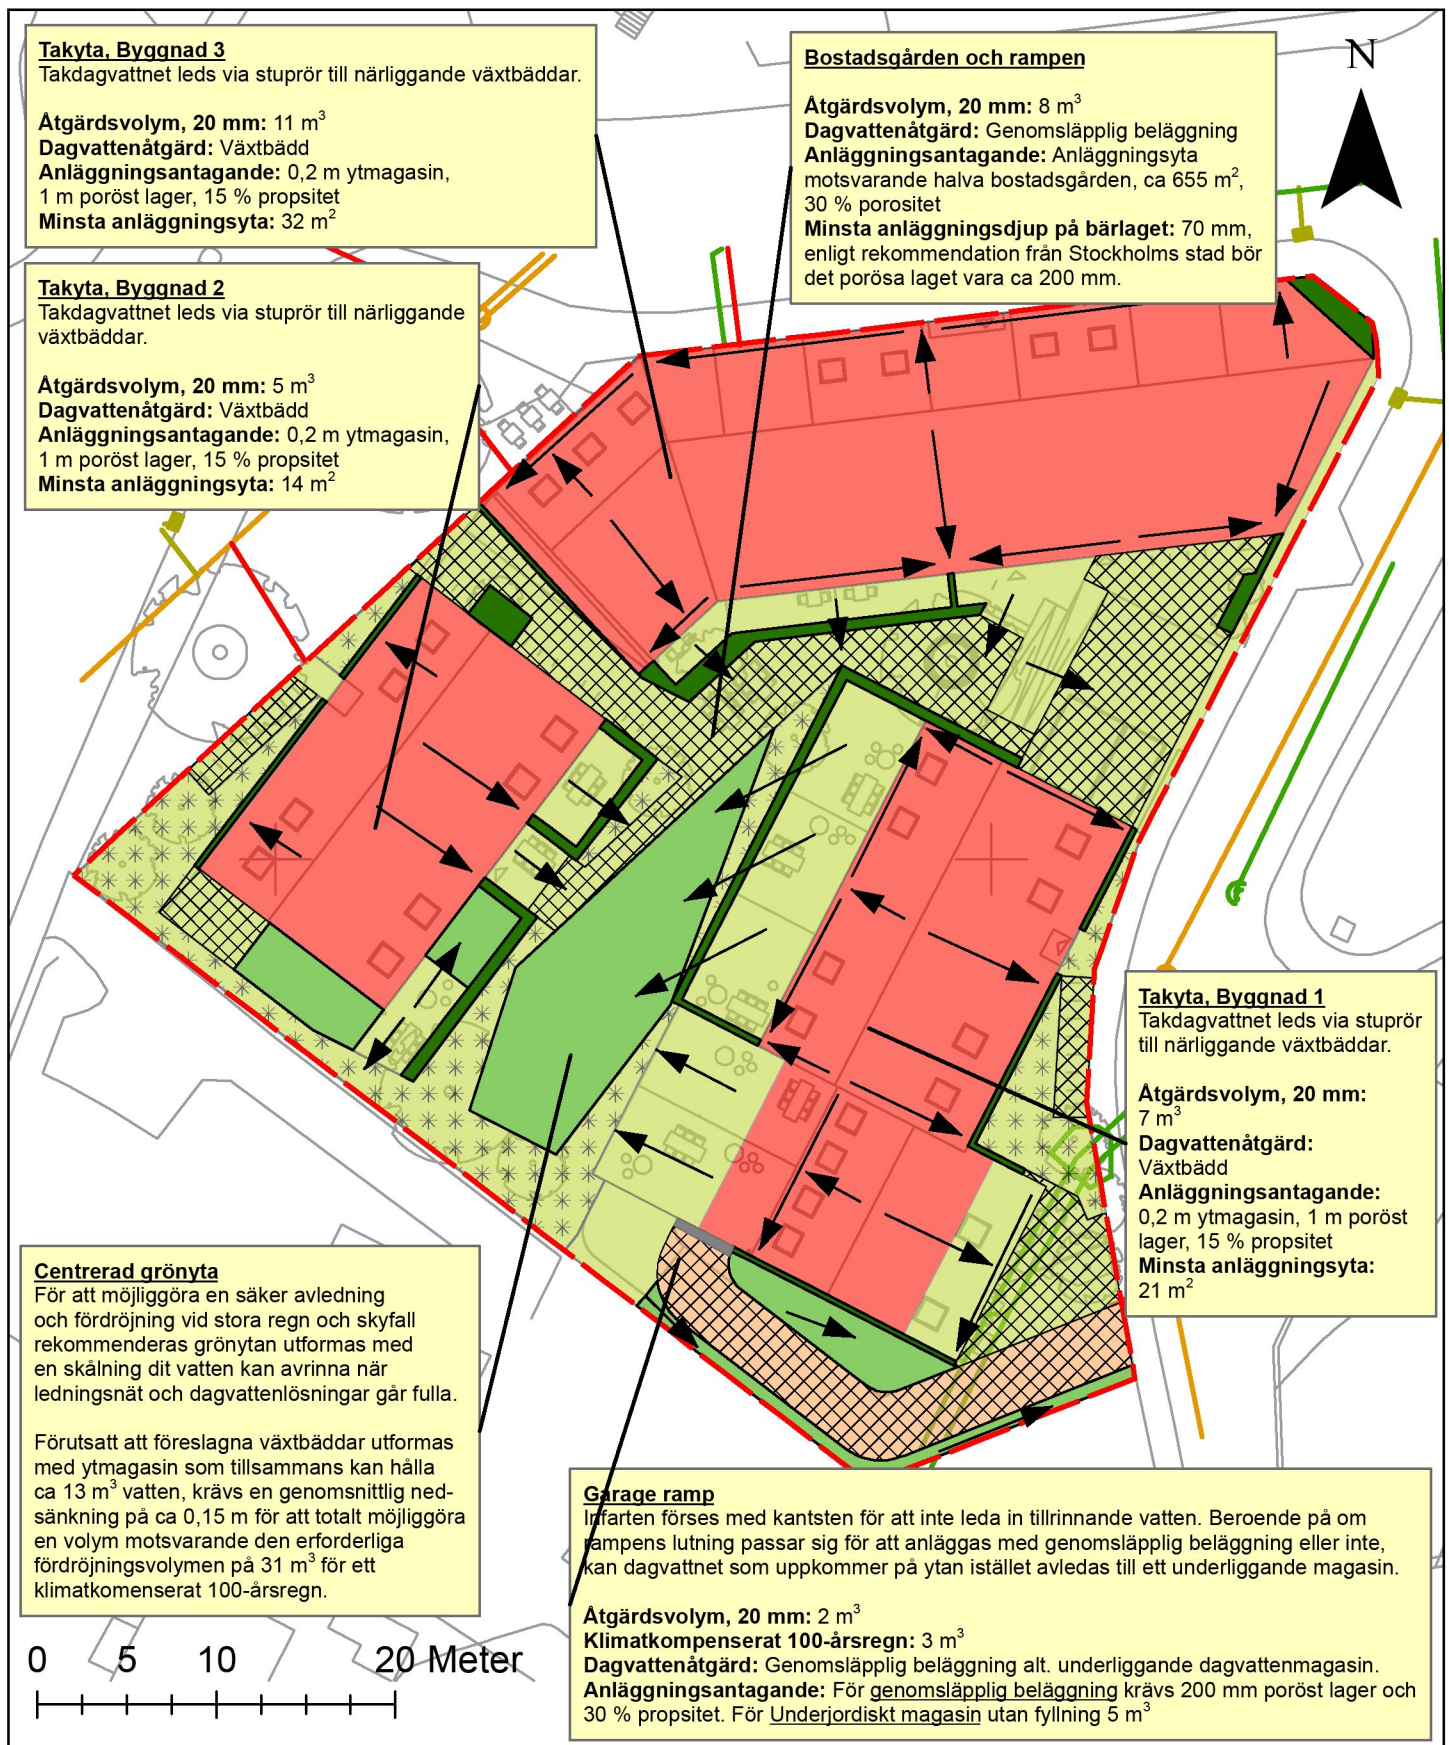 Takyta, Byggnad 3
Takdagvattnet leds via stuprör till närliggande växtbäddar.
Åtgärdsvolym, 20 mm: 11 m³
Dagvattenåtgärd: Växtbädd
Anläggningsantagande: 0,2 m ytmagasin,
1 m poröst lager, 15 % propsitet
Minsta anläggningsyta: 32 m²
Bostadsgården och rampen
Åtgärdsvolym, 20 mm: 8 m³
Dagvattenåtgärd: Genomsläpplig beläggning
Anläggningsantagande: Anläggningsyta
motsvarande halva bostadsgården, ca 655 m²,
30 % porositet
Minsta anläggningsdjup på bärlaget: 70 mm,
enligt rekommendation från Stockholms stad bör
det porösa laget vara ca 200 mm.
N
Takyta, Byggnad 2
Takdagvattnet leds via stuprör till närliggande
växtbäddar.
Åtgärdsvolym, 20 mm: 5 m³
Dagvattenåtgärd: Växtbädd
Anläggningsantagande: 0,2 m ytmagasin,
1 m poröst lager, 15 % propsitet
Minsta anläggningsyta: 14 m²
Takyta, Byggnad 1
Takdagvattnet leds via stuprör
till närliggande växtbäddar.
Åtgärdsvolym, 20 mm:
7 m³
Dagvattenåtgärd:
Växtbädd
Anläggningsantagande:
0,2 m ytmagasin, 1 m poröst
lager, 15 % propsitet
Minsta anläggningsyta:
21 m²
Centrerad grönyta
För att möjliggöra en säker avledning
och fördröjning vid stora regn och skyfall
rekommenderas grönytan utformas med
en skålning dit vatten kan avrinna när
ledningsnät och dagvattenlösningar går fulla.
Förutsatt att föreslagna växtbäddar utformas
med ytmagasin som tillsammans kan hålla
ca 13 m³ vatten, krävs en genomsnittlig ned-
sänkning på ca 0,15 m för att totalt möjliggöra
en volym motsvarande den erforderliga
fördröjningsvolymen på 31 m³ för ett
klimatkomenserat 100-årsregn.
Garage ramp
Infarten förses med kantsten för att inte leda in tillrinnande vatten. Beroende på om
rampens lutning passar sig för att anläggas med genomsläpplig beläggning eller inte,
kan dagvattnet som uppkommer på ytan istället avledas till ett underliggande magasin.
Åtgärdsvolym, 20 mm: 2 m³
Klimatkompenserat 100-årsregn: 3 m³
Dagvattenåtgärd: Genomsläpplig beläggning alt. underliggande dagvattenmagasin.
Anläggningsantagande: För genomsläpplig beläggning krävs 200 mm poröst lager och
30 % propsitet. För Underjordiskt magasin utan fyllning 5 m³
0 5 10 20 Meter